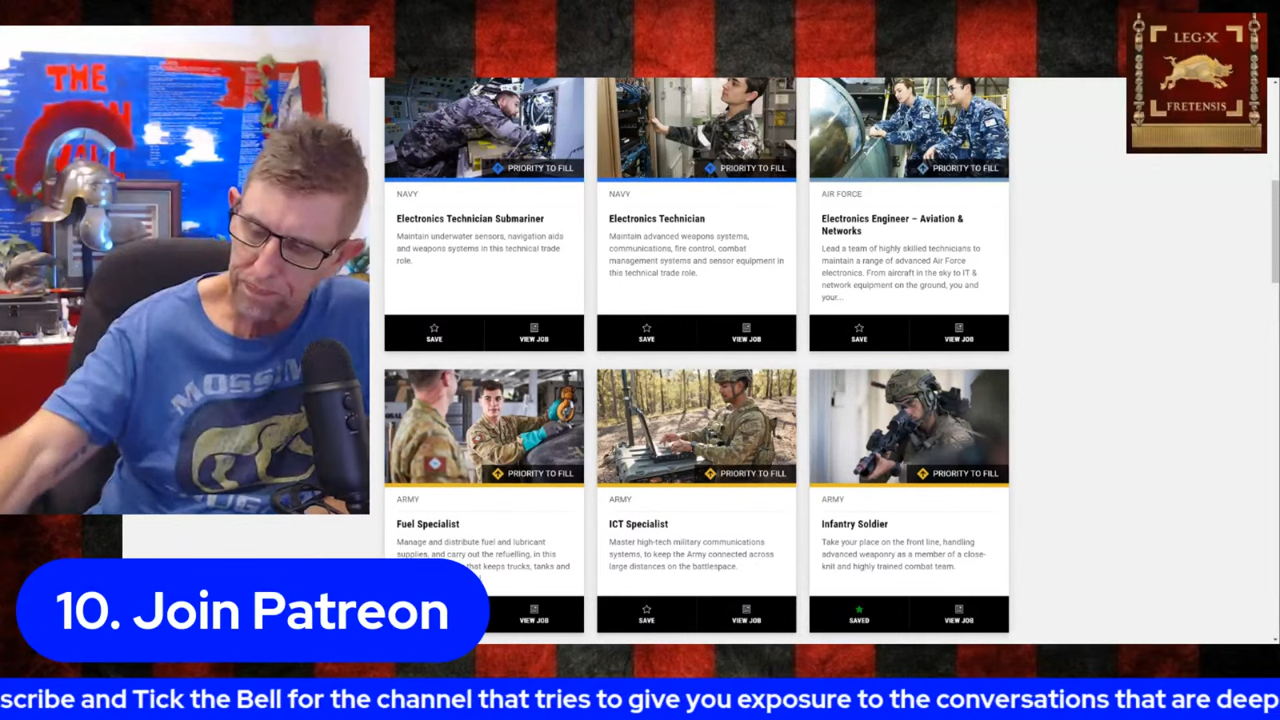 THE
WALL
MOSSIM
LEG·X
FRETENSIS
PRIORITY TO FILL
NAVY
Electronics Technician Submariner
Maintain underwater sensors, navigation aids
and weapons systems in this technical trade
role.
SAVE
VIEW JOB
PRIORITY TO FILL
NAVY
Electronics Technician
Maintain advanced weapons systems,
communications, fire control, combat
management systems and sensor equipment in
this technical trade role.
SAVE
VIEW JOB
PRIORITY TO FILL
AIR FORCE
Electronics Engineer – Aviation &
Networks
Lead a team of highly skilled technicians to
maintain a range of advanced Air Force
electronics. From aircraft in the sky to IT &
network equipment on the ground, you and
your...
SAVE
VIEW JOB
PRIORITY TO FILL
ARMY
Fuel Specialist
Manage and distribute fuel and lubricant
supplies, and carry out the refuelling, in this
that keeps trucks, tanks and
VIEW JOB
PRIORITY TO FILL
ARMY
ICT Specialist
Master high-tech military communications
systems, to keep the Army connected across
large distances on the battlespace.
SAVE
VIEW JOB
PRIORITY TO FILL
ARMY
Infantry Soldier
Take your place on the front line, handling
advanced weaponry as a member of a close-
knit and highly trained combat team.
SAVED
VIEW JOB
10. Join Patreon
scribe and Tick the Bell for the channel that tries to give you exposure to the conversations that are deep